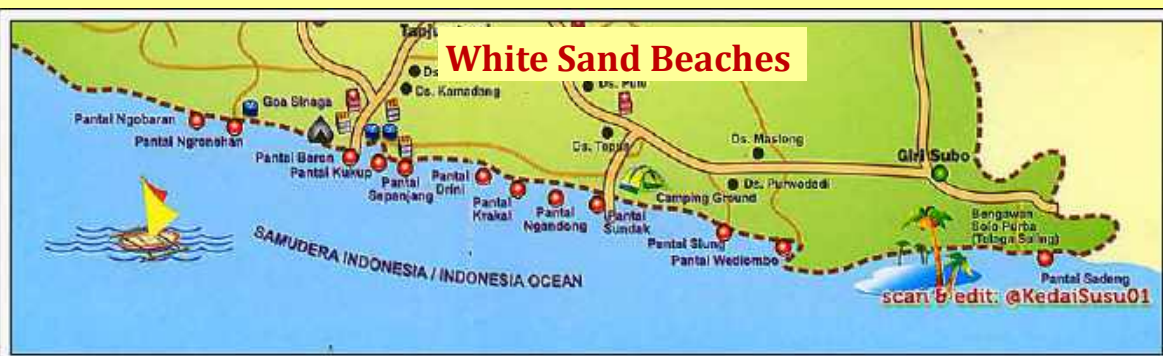 White Sand Beaches
Goa Sinaga
Ds. Kamadang
Ds. Pulu
Pantai Ngobaran
Pantai Ngrenehan
Pantai Baron
Pantai Kukup
Pantai
Sepanjang
Pantai
Drini
Pantai
Krakal
Pantai
Ngandong
Pantai
Sundak
Ds. Tepus
Ds. Maslong
Giri Subo
Ds. Purwodadi
Camping Ground
Pantai Siung
Pantai Wediombo
Bengawan
Solo Purba
(Telaga Suling)
Pantai Sadeng
SAMUDERA INDONESIA / INDONESIA OCEAN
scan & edit: @KedaiSusu01